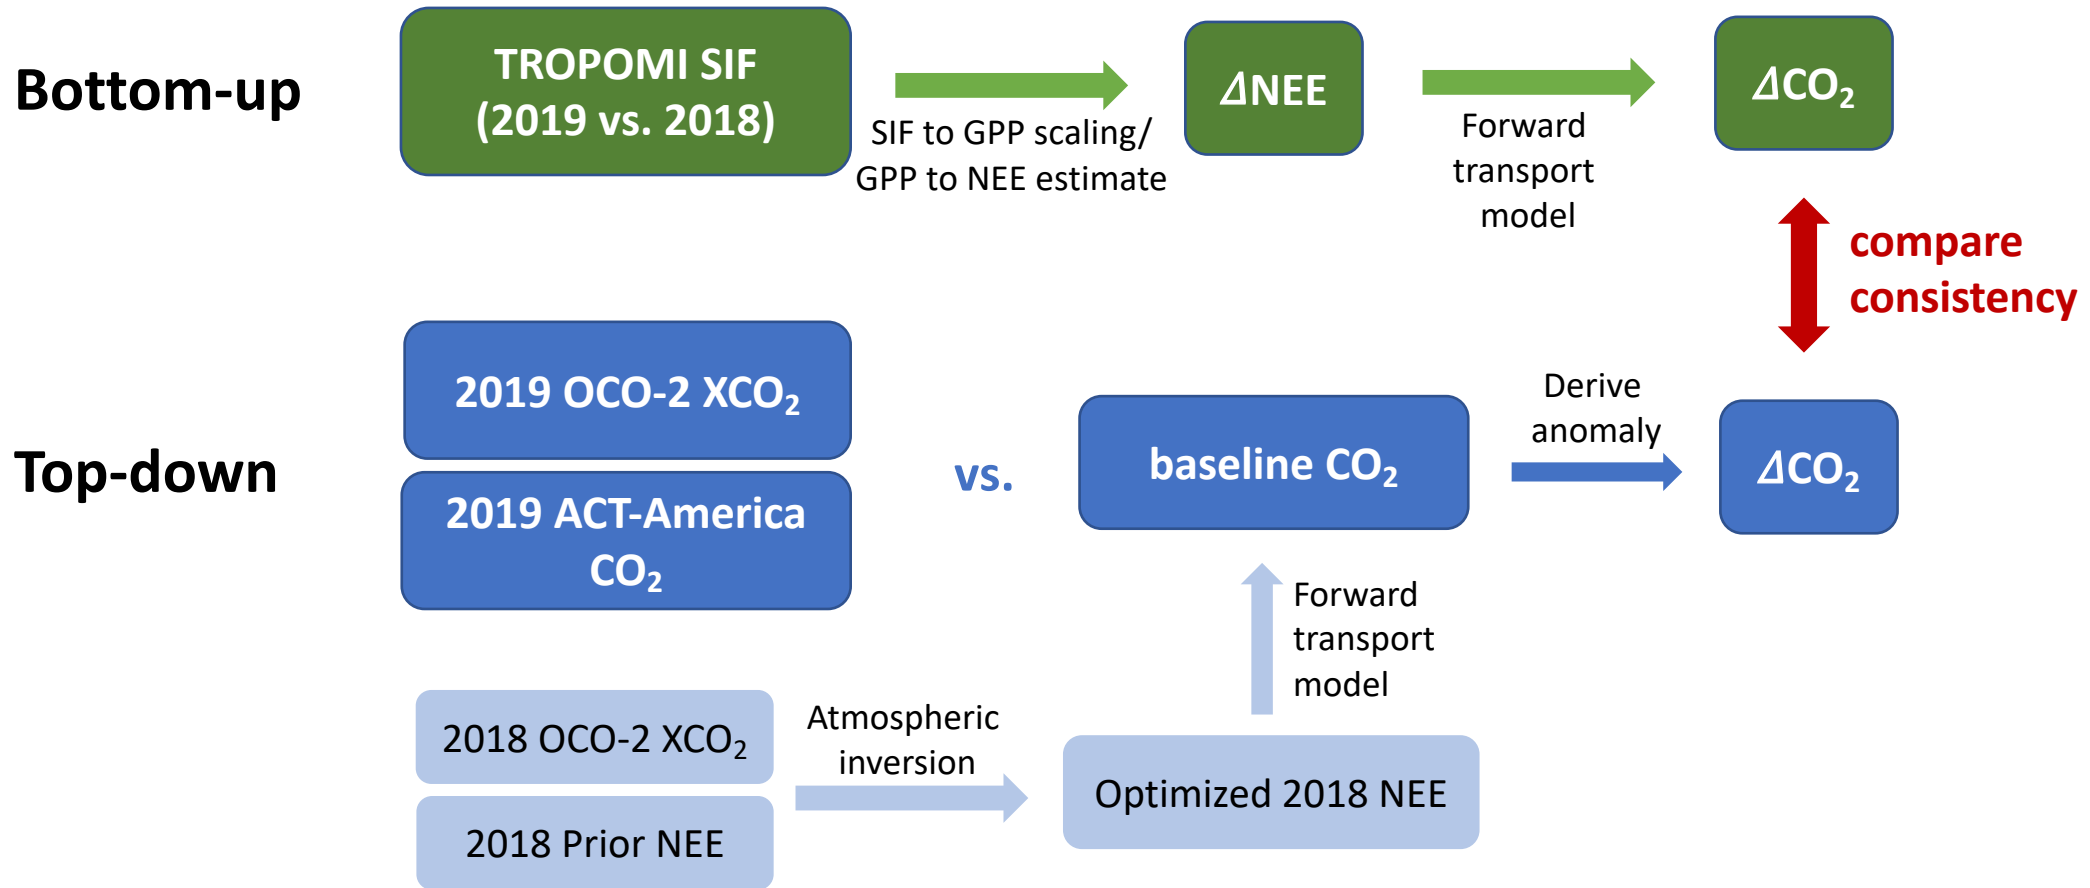 Bottom-up
TROPOMI SIF
(2019 vs. 2018)
SIF to GPP scaling/
GPP to NEE estimate
ΔNEE
Forward
transport
model
ΔCO₂
compare
consistency
Top-down
2019 OCO-2 XCO₂
2019 ACT-America
CO₂
vs.
baseline CO₂
Derive
anomaly
ΔCO₂
Forward
transport
model
2018 OCO-2 XCO₂
2018 Prior NEE
Atmospheric
inversion
Optimized 2018 NEE